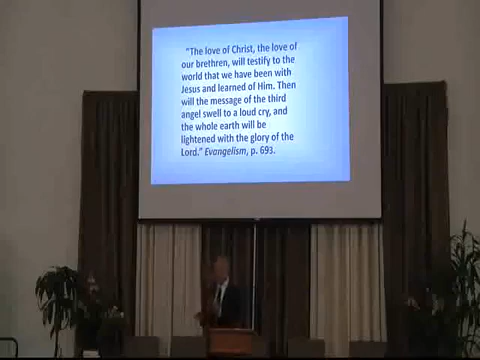 "The love of Christ, the love of
our brethren, will testify to the
world that we have been with
Jesus and learned of Him. Then
will the message of the third
angel swell to a loud cry, and
the whole earth will be
lightened with the glory of the
Lord." Evangelism, p. 693.